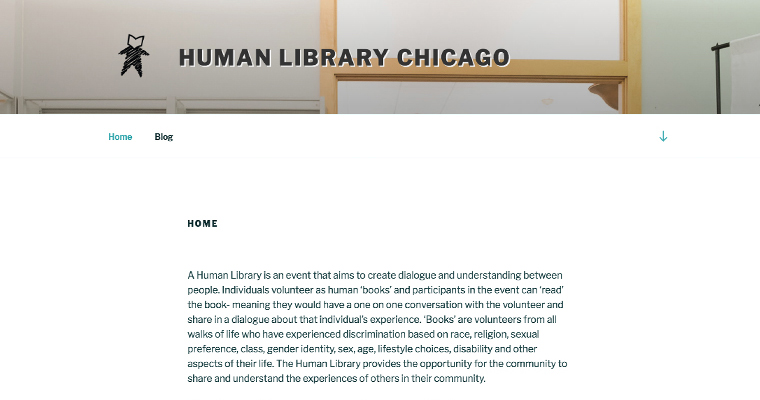 HUMAN LIBRARY CHICAGO
Home Blog
HOME
A Human Library is an event that aims to create dialogue and understanding between
people. Individuals volunteer as human ‘books’ and participants in the event can ‘read’
the book- meaning they would have a one on one conversation with the volunteer and
share in a dialogue about that individual’s experience. ‘Books’ are volunteers from all
walks of life who have experienced discrimination based on race, religion, sexual
preference, class, gender identity, sex, age, lifestyle choices, disability and other
aspects of their life. The Human Library provides the opportunity for the community to
share and understand the experiences of others in their community.